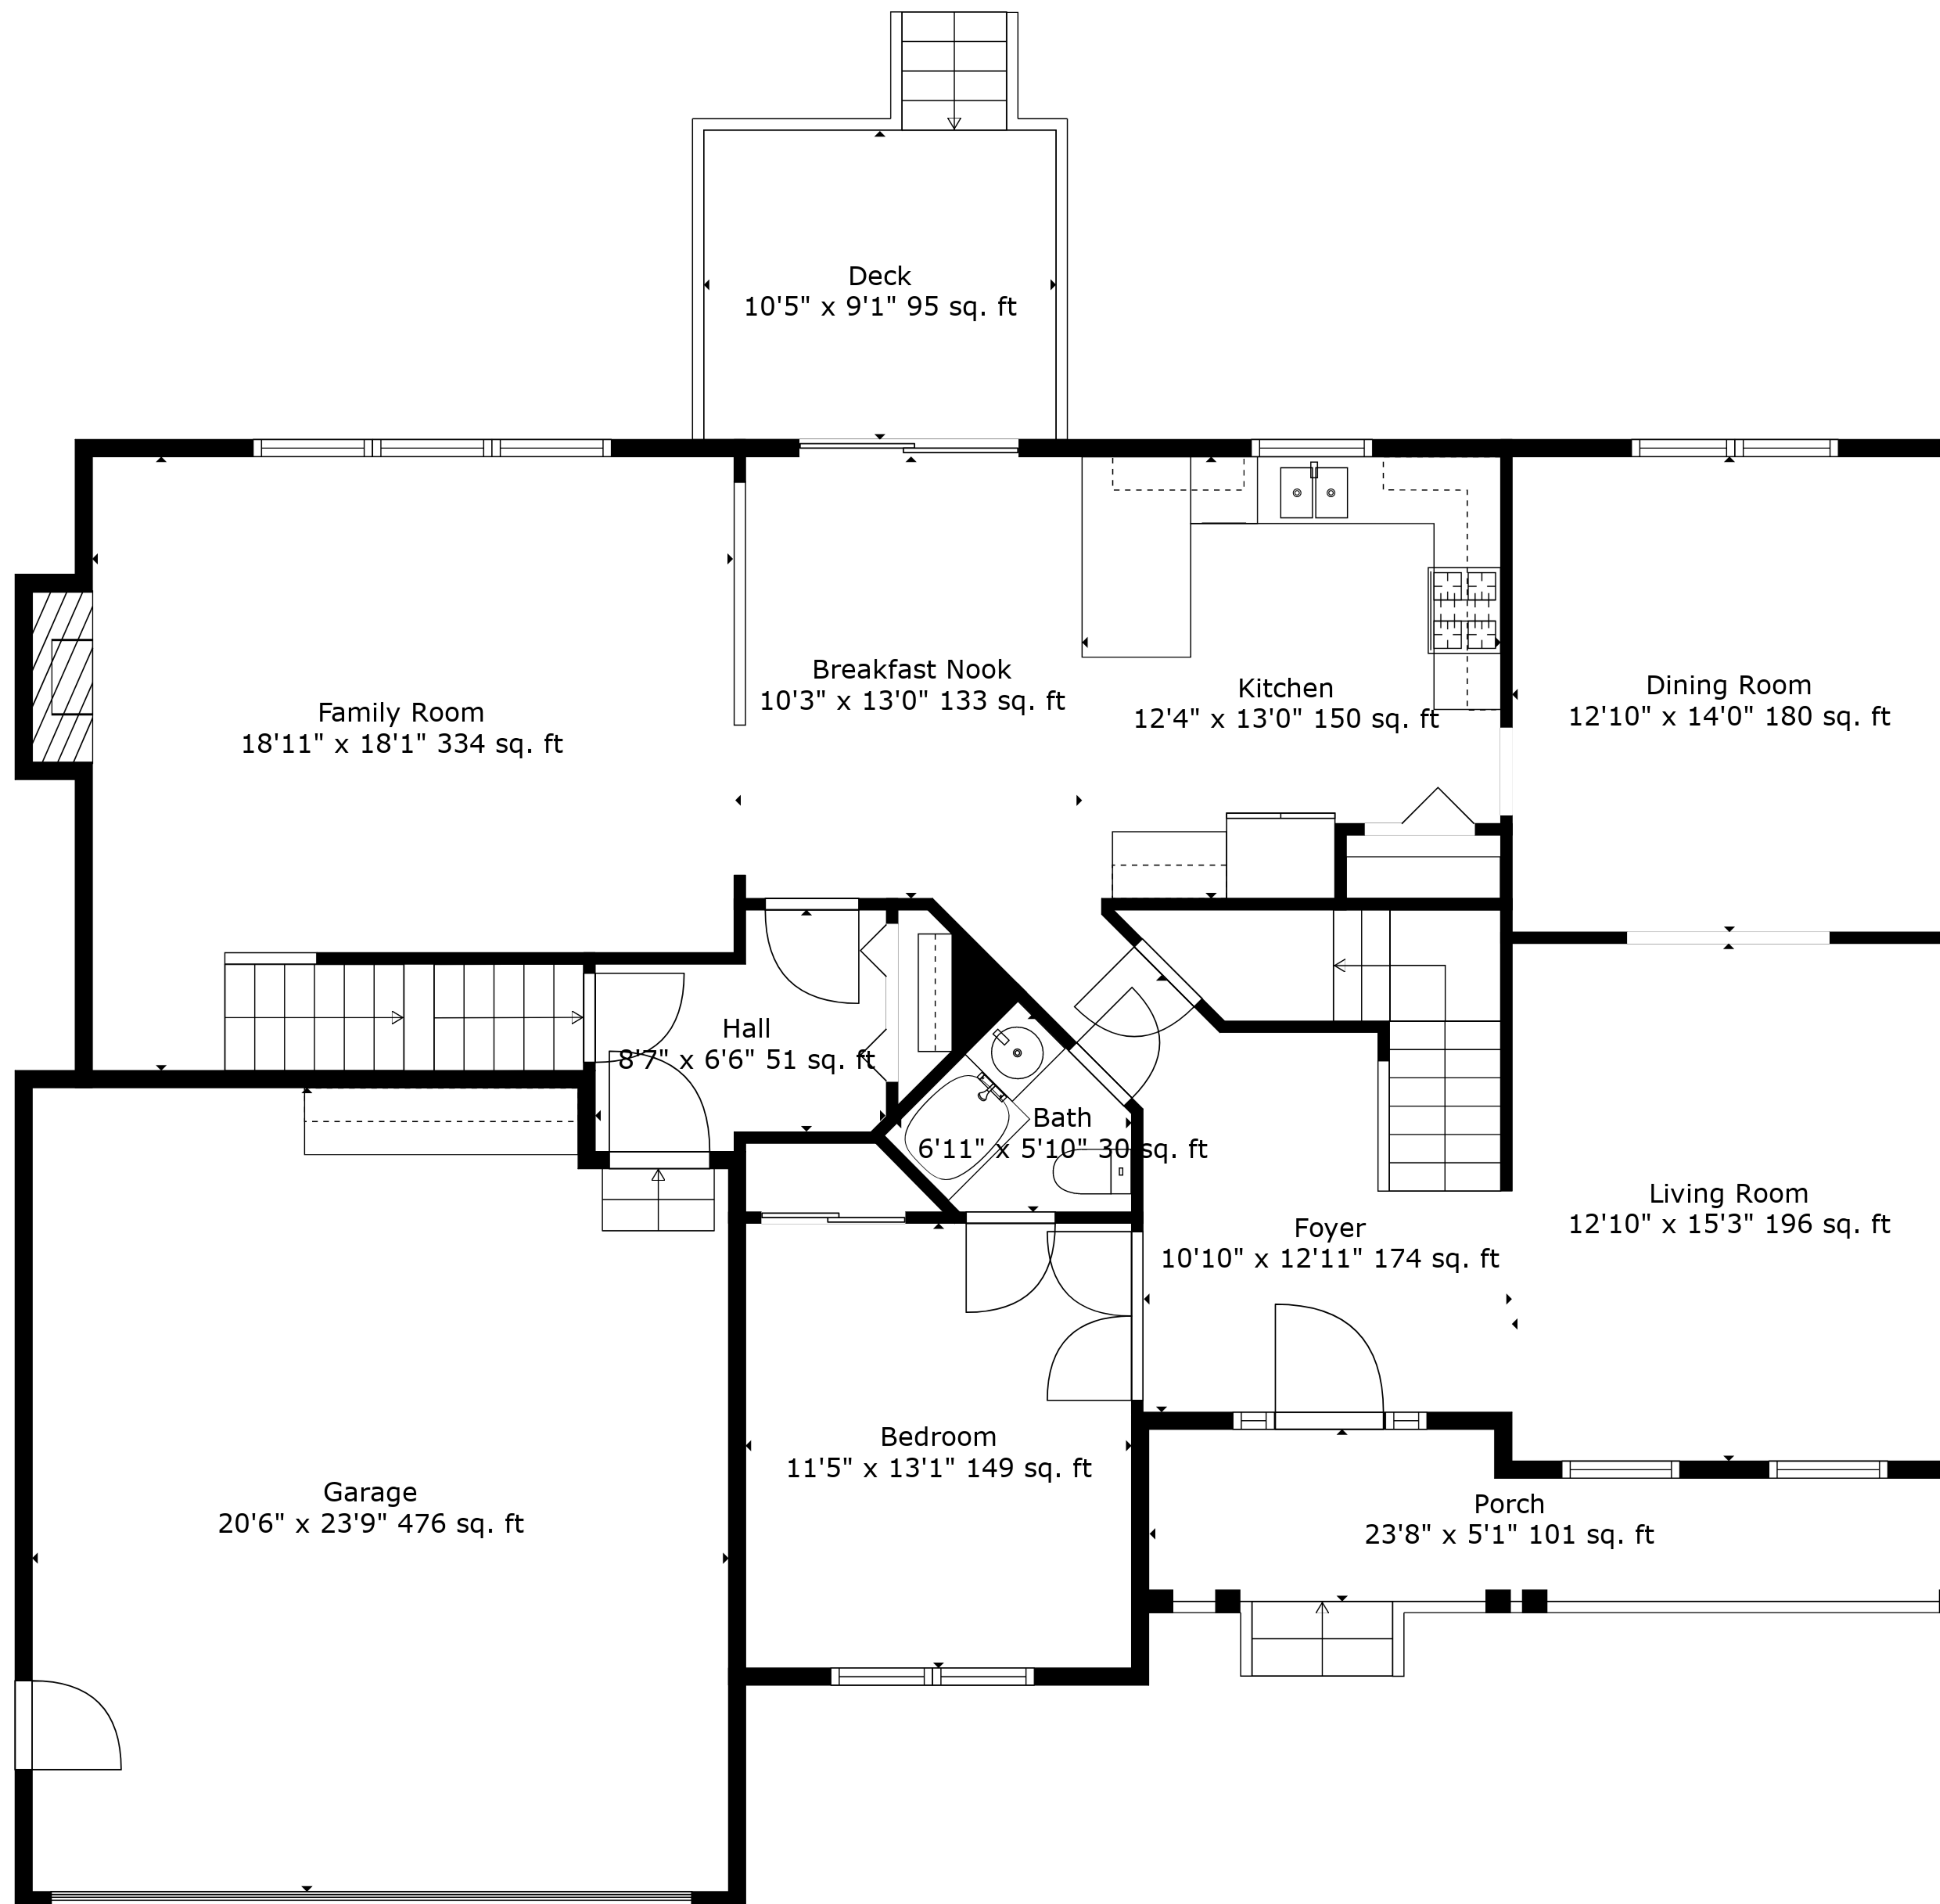 Deck
10'5" x 9'1" 95 sq. ft
Breakfast Nook
10'3" x 13'0" 133 sq. ft
Kitchen
12'4" x 13'0" 150 sq. ft
Dining Room
12'10" x 14'0" 180 sq. ft
Family Room
18'11" x 18'1" 334 sq. ft
Hall
8'7" x 6'6" 51 sq. ft
Bath
6'11" x 5'10" 30 sq. ft
Living Room
12'10" x 15'3" 196 sq. ft
Foyer
10'10" x 12'11" 174 sq. ft
Bedroom
11'5" x 13'1" 149 sq. ft
Garage
20'6" x 23'9" 476 sq. ft
Porch
23'8" x 5'1" 101 sq. ft